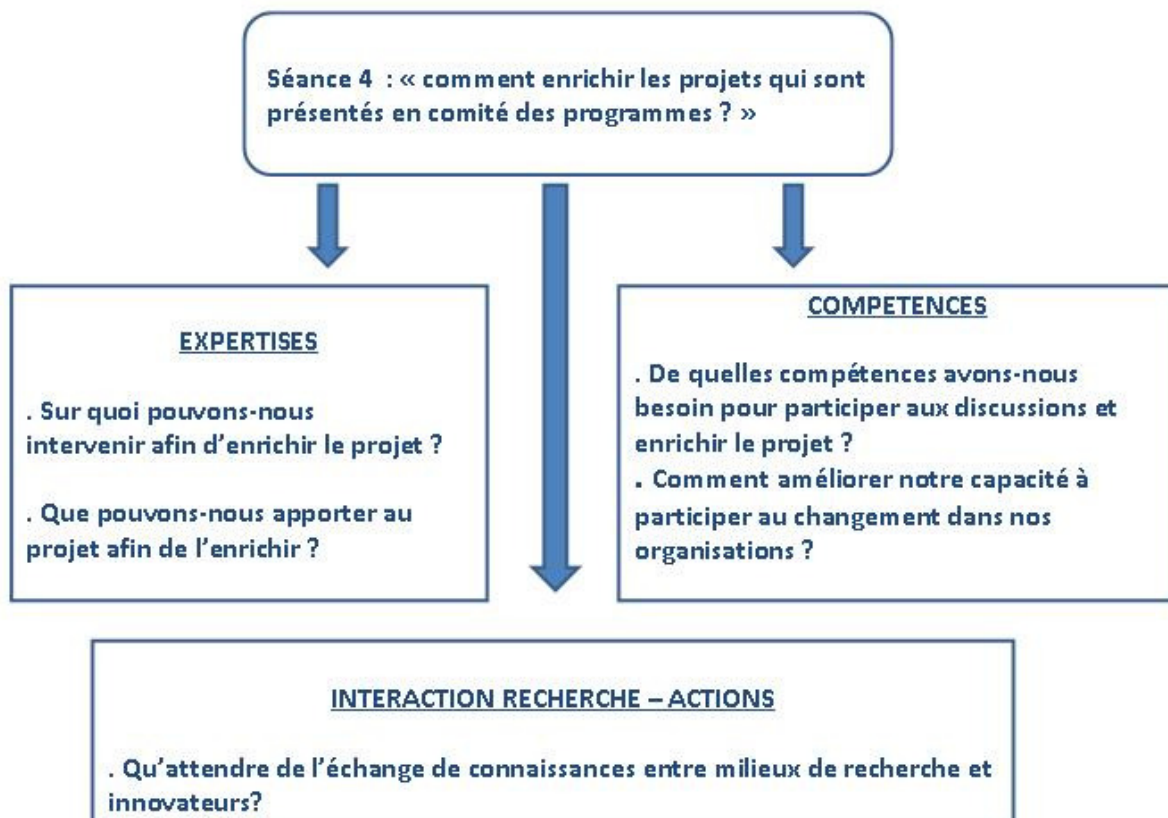 Séance 4 : « comment enrichir les projets qui sont
présentés en comité des programmes ? »
EXPERTISES
. Sur quoi pouvons-nous
intervenir afin d’enrichir le projet ?
. Que pouvons-nous apporter au
projet afin de l’enrichir ?
COMPETENCES
. De quelles compétences avons-nous
besoin pour participer aux discussions et
enrichir le projet ?
. Comment améliorer notre capacité à
participer au changement dans nos
organisations ?
INTERACTION RECHERCHE – ACTIONS
. Qu’attendre de l’échange de connaissances entre milieux de recherche et
innovateurs?